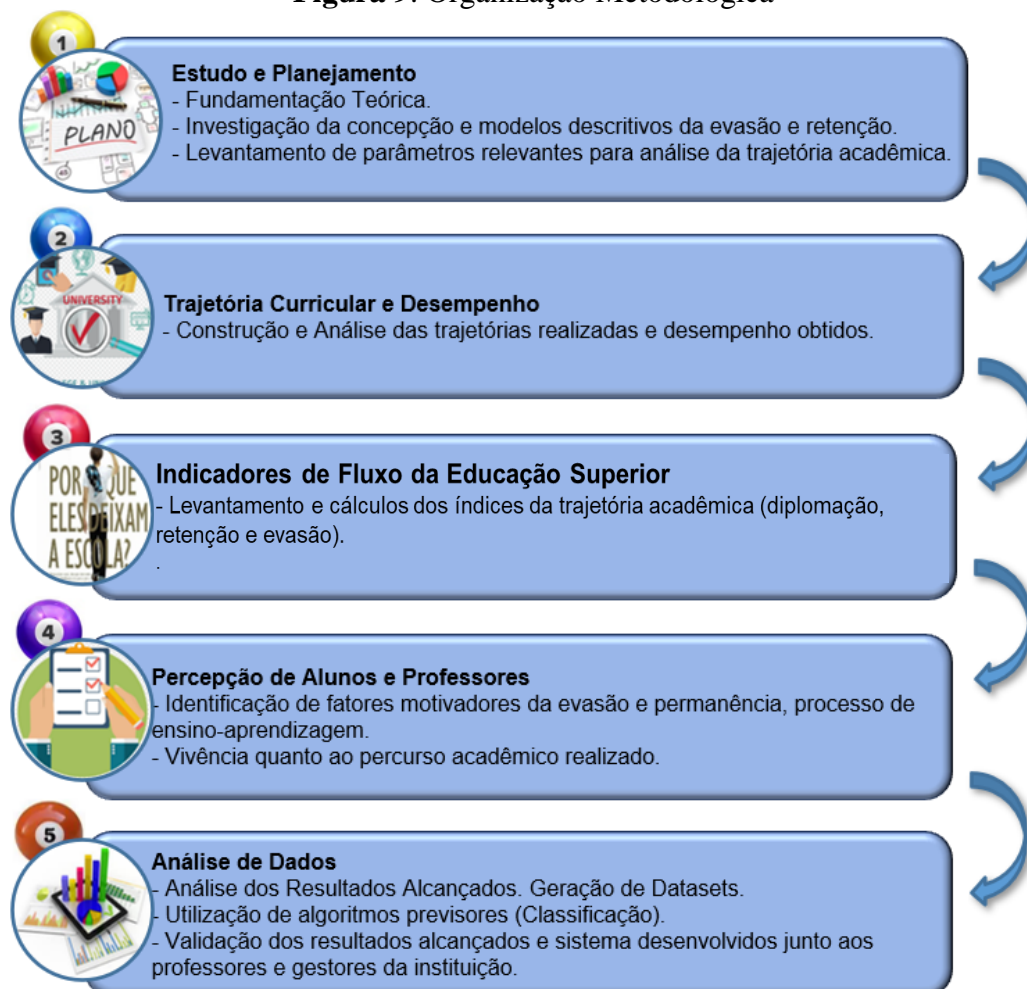 Figura 9. Organização Metodológica
1
PLANO
Estudo e Planejamento
- Fundamentação Teórica.
- Investigação da concepção e modelos descritivos da evasão e retenção.
- Levantamento de parâmetros relevantes para análise da trajetória acadêmica.
2
UNIVERSITY
Trajetória Curricular e Desempenho
- Construção e Análise das trajetórias realizadas e desempenho obtidos.
3
POR QUE
ELES DEIXAM
A ESCOLA?
Indicadores de Fluxo da Educação Superior
- Levantamento e cálculos dos índices da trajetória acadêmica (diplomação,
retenção e evasão).
.
4
Percepção de Alunos e Professores
- Identificação de fatores motivadores da evasão e permanência, processo de
ensino-aprendizagem.
- Vivência quanto ao percurso acadêmico realizado.
5
Análise de Dados
- Análise dos Resultados Alcançados. Geração de Datasets.
- Utilização de algoritmos previsores (Classificação).
- Validação dos resultados alcançados e sistema desenvolvidos junto aos
professores e gestores da instituição.